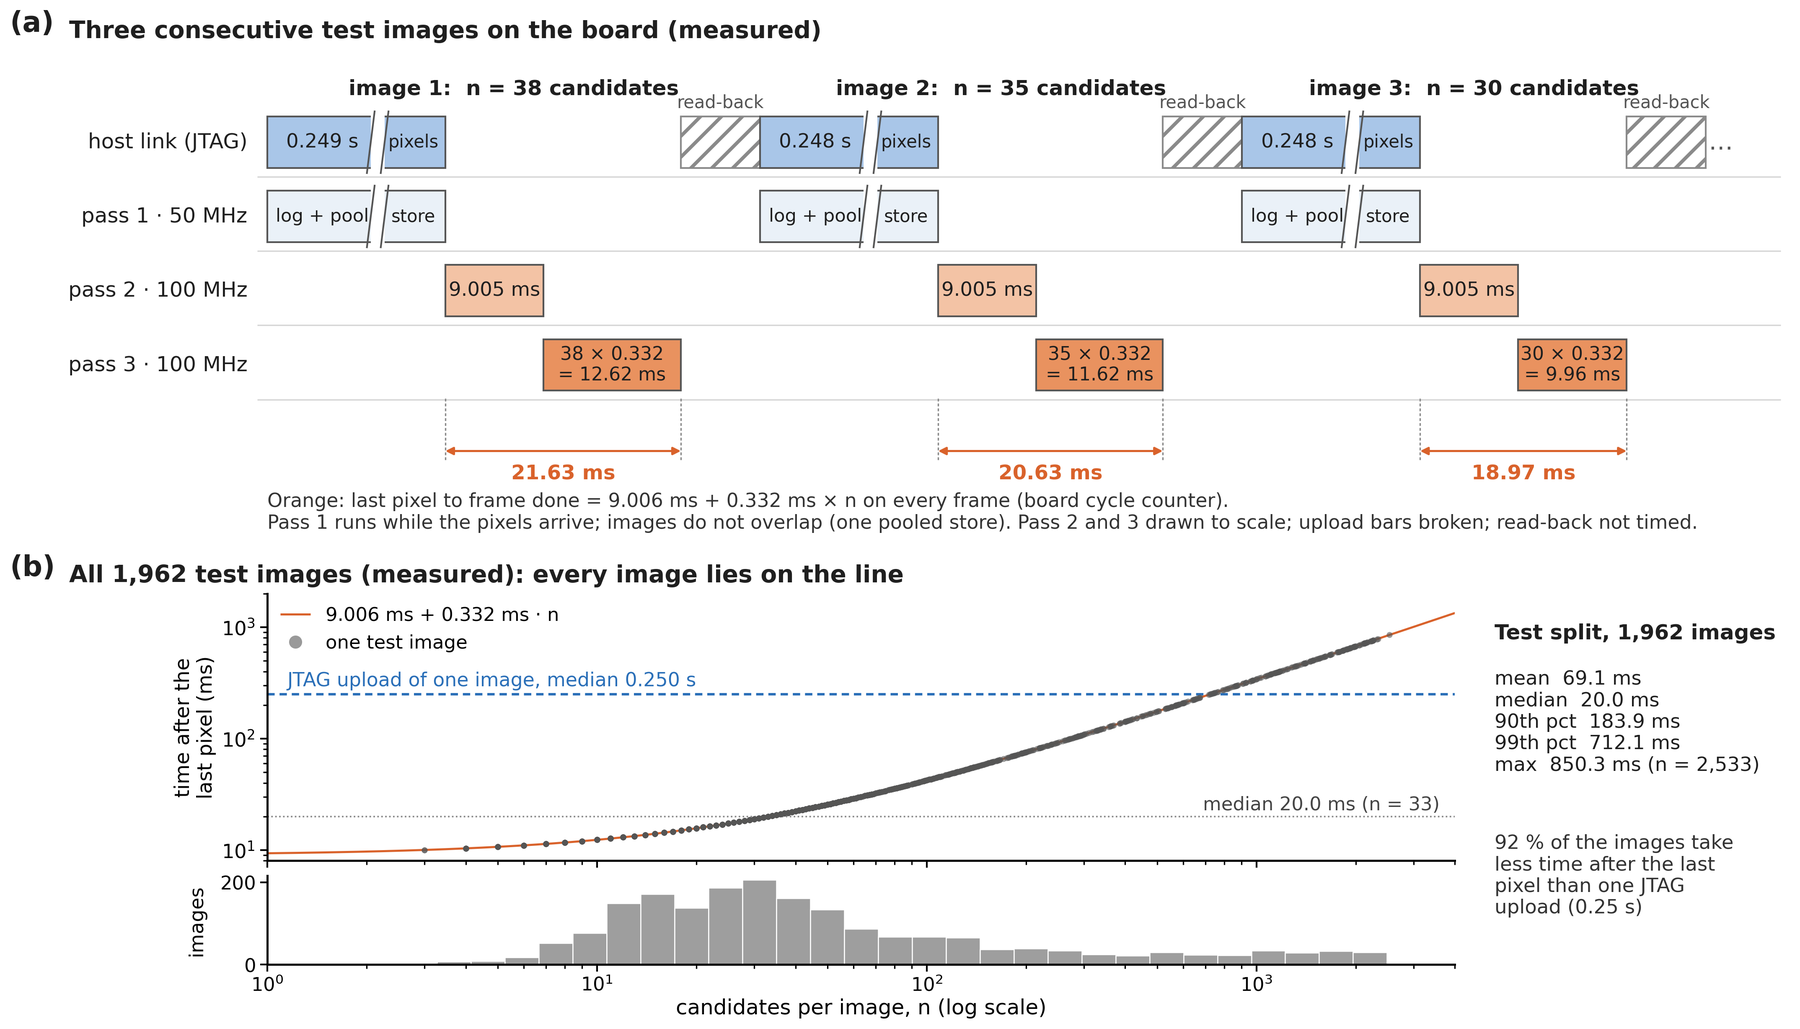 (a) Three consecutive test images on the board (measured)
image 1:  n = 38 candidates
image 2:  n = 35 candidates
image 3:  n = 30 candidates
read-back
read-back
read-back
host link (JTAG)
0.249 s
pixels
0.248 s
pixels
0.248 s
pixels
...
pass 1 · 50 MHz
log + pool
store
log + pool
store
log + pool
store
pass 2 · 100 MHz
9.005 ms
9.005 ms
9.005 ms
pass 3 · 100 MHz
38 × 0.332
= 12.62 ms
35 × 0.332
= 11.62 ms
30 × 0.332
= 9.96 ms
21.63 ms
20.63 ms
18.97 ms
Orange: last pixel to frame done = 9.006 ms + 0.332 ms × n on every frame (board cycle counter).
Pass 1 runs while the pixels arrive; images do not overlap (one pooled store). Pass 2 and 3 drawn to scale; upload bars broken; read-back not timed.
(b) All 1,962 test images (measured): every image lies on the line
9.006 ms + 0.332 ms · n
one test image
JTAG upload of one image, median 0.250 s
median 20.0 ms (n = 33)
time after the
last pixel (ms)
10³
10²
10¹
images
200
0
10⁰
10¹
10²
10³
candidates per image, n (log scale)
Test split, 1,962 images
mean  69.1 ms
median  20.0 ms
90th pct  183.9 ms
99th pct  712.1 ms
max  850.3 ms (n = 2,533)
92 % of the images take
less time after the last
pixel than one JTAG
upload (0.25 s)